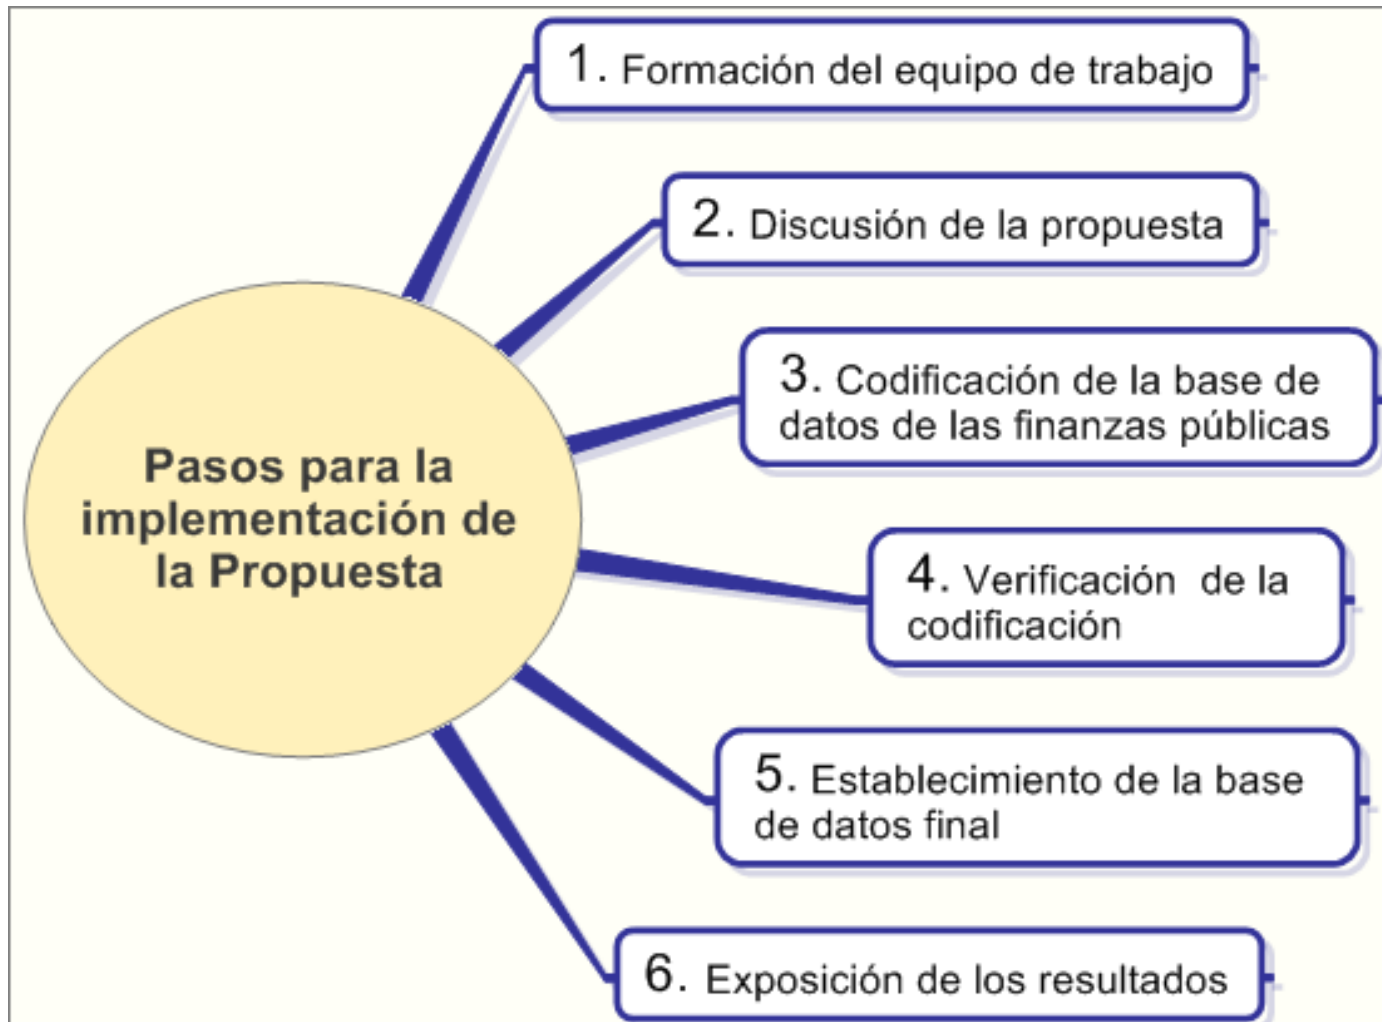 1. Formación del equipo de trabajo
2. Discusión de la propuesta
3. Codificación de la base de
datos de las finanzas públicas
Pasos para la
implementación de
la Propuesta
4. Verificación de la
codificación
5. Establecimiento de la base
de datos final
6. Exposición de los resultados